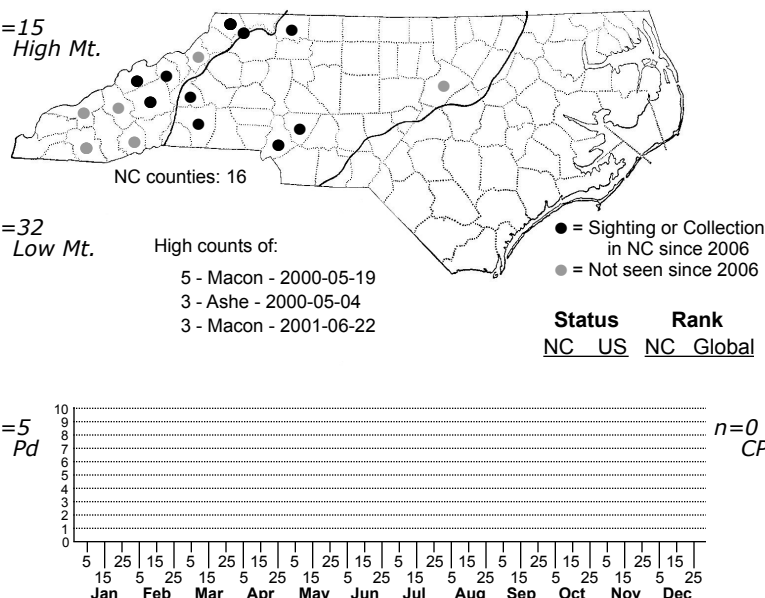 =15
High Mt.
NC counties: 16
=32
Low Mt.
High counts of:
5 - Macon - 2000-05-19
3 - Ashe - 2000-05-04
3 - Macon - 2001-06-22
= Sighting or Collection
in NC since 2006
= Not seen since 2006
Status Rank
NC US NC Global
=5
Pd
n=0
CP
10
9
8
7
6
5
4
3
2
1
0
5 25 15 5 25 15 5 25 15 5 25 15 5 25 15 5 25 15
15 5 25 15 5 25 15 5 25 15 5 25 15 5 25 15 5 25
Jan Feb Mar Apr May Jun Jul Aug Sep Oct Nov Dec